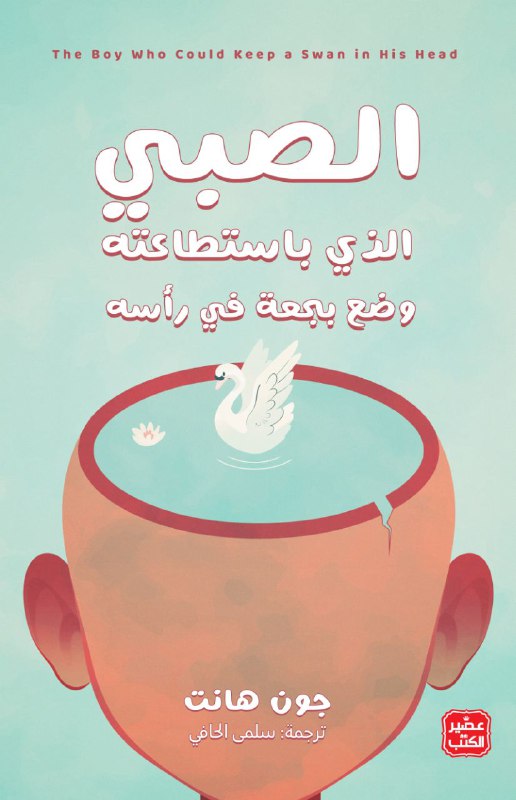 The Boy Who Could Keep a Swan in His Head
الصبي
الذي باستطاعته
وضع بجعة في رأسه
جون هانت
ترجمة: سلمى الحافي
عصير
الكتب